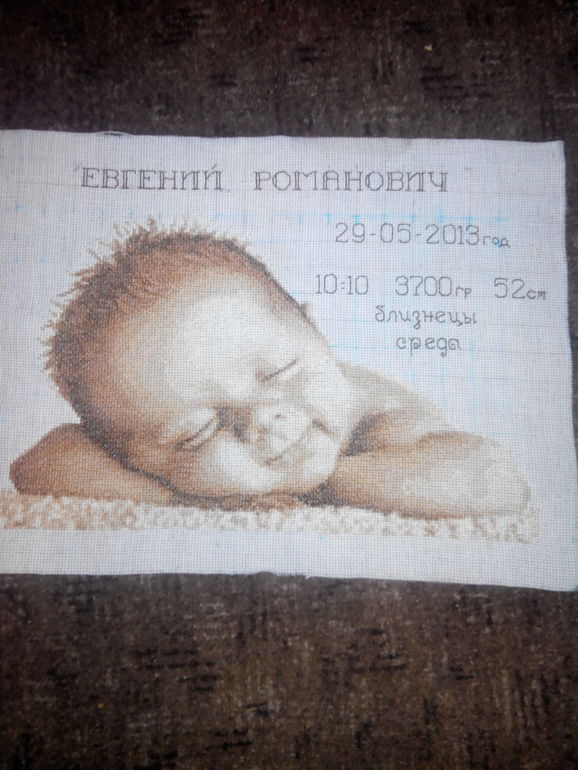 ЕВГЕНИЙ РОМАНОВИЧ
29-05-2013год
10:10 3700гр 52см
близнецы
среда